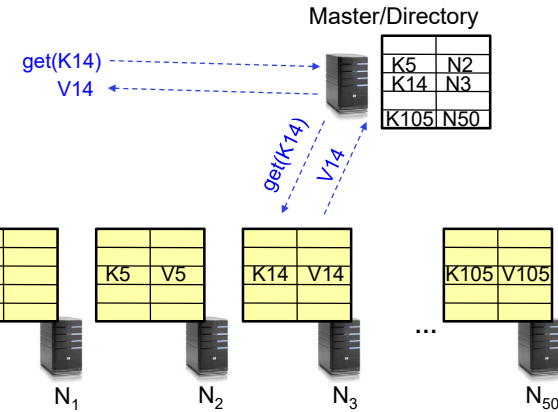 Master/Directory
get(K14)
V14
K5 N2
K14 N3
K105 N50
get(K14)
V14
K5 V5
K14 V14
K105 V105
...
N1
N2
N3
N50